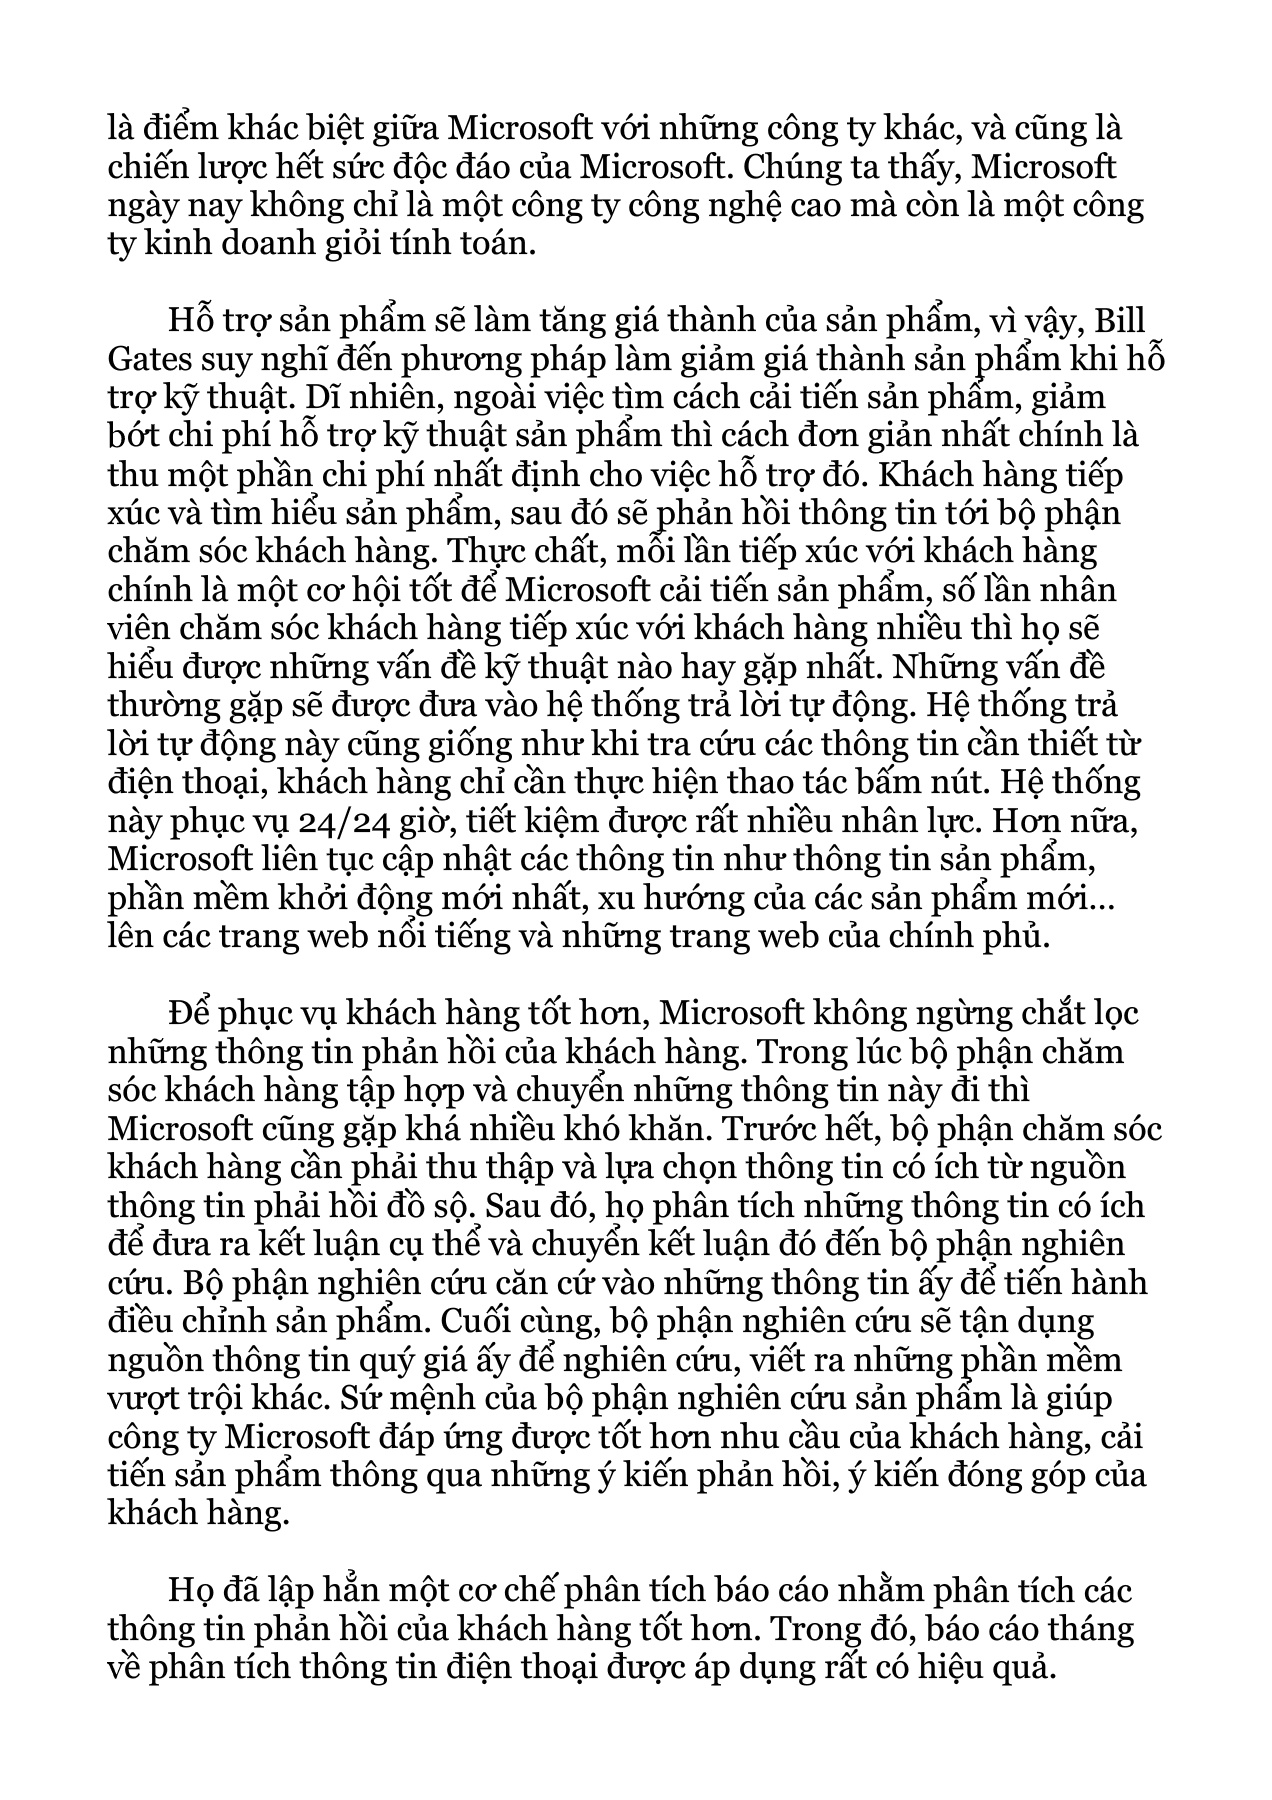 là điểm khác biệt giữa Microsoft với những công ty khác, và cũng là
chiến lược hết sức độc đáo của Microsoft. Chúng ta thấy, Microsoft
ngày nay không chỉ là một công ty công nghệ cao mà còn là một công
ty kinh doanh giỏi tính toán.
Hỗ trợ sản phẩm sẽ làm tăng giá thành của sản phẩm, vì vậy, Bill
Gates suy nghĩ đến phương pháp làm giảm giá thành sản phẩm khi hỗ
trợ kỹ thuật. Dĩ nhiên, ngoài việc tìm cách cải tiến sản phẩm, giảm
bớt chi phí hỗ trợ kỹ thuật sản phẩm thì cách đơn giản nhất chính là
thu một phần chi phí nhất định cho việc hỗ trợ đó. Khách hàng tiếp
xúc và tìm hiểu sản phẩm, sau đó sẽ phản hồi thông tin tới bộ phận
chăm sóc khách hàng. Thực chất, mỗi lần tiếp xúc với khách hàng
chính là một cơ hội tốt để Microsoft cải tiến sản phẩm, số lần nhân
viên chăm sóc khách hàng tiếp xúc với khách hàng nhiều thì họ sẽ
hiểu được những vấn đề kỹ thuật nào hay gặp nhất. Những vấn đề
thường gặp sẽ được đưa vào hệ thống trả lời tự động. Hệ thống trả
lời tự động này cũng giống như khi tra cứu các thông tin cần thiết từ
điện thoại, khách hàng chỉ cần thực hiện thao tác bấm nút. Hệ thống
này phục vụ 24/24 giờ, tiết kiệm được rất nhiều nhân lực. Hơn nữa,
Microsoft liên tục cập nhật các thông tin như thông tin sản phẩm,
phần mềm khởi động mới nhất, xu hướng của các sản phẩm mới...
lên các trang web nổi tiếng và những trang web của chính phủ.
Để phục vụ khách hàng tốt hơn, Microsoft không ngừng chắt lọc
những thông tin phản hồi của khách hàng. Trong lúc bộ phận chăm
sóc khách hàng tập hợp và chuyển những thông tin này đi thì
Microsoft cũng gặp khá nhiều khó khăn. Trước hết, bộ phận chăm sóc
khách hàng cần phải thu thập và lựa chọn thông tin có ích từ nguồn
thông tin phải hồi đồ sộ. Sau đó, họ phân tích những thông tin có ích
để đưa ra kết luận cụ thể và chuyển kết luận đó đến bộ phận nghiên
cứu. Bộ phận nghiên cứu căn cứ vào những thông tin ấy để tiến hành
điều chỉnh sản phẩm. Cuối cùng, bộ phận nghiên cứu sẽ tận dụng
nguồn thông tin quý giá ấy để nghiên cứu, viết ra những phần mềm
vượt trội khác. Sứ mệnh của bộ phận nghiên cứu sản phẩm là giúp
công ty Microsoft đáp ứng được tốt hơn nhu cầu của khách hàng, cải
tiến sản phẩm thông qua những ý kiến phản hồi, ý kiến đóng góp của
khách hàng.
Họ đã lập hẳn một cơ chế phân tích báo cáo nhằm phân tích các
thông tin phản hồi của khách hàng tốt hơn. Trong đó, báo cáo tháng
về phân tích thông tin điện thoại được áp dụng rất có hiệu quả.